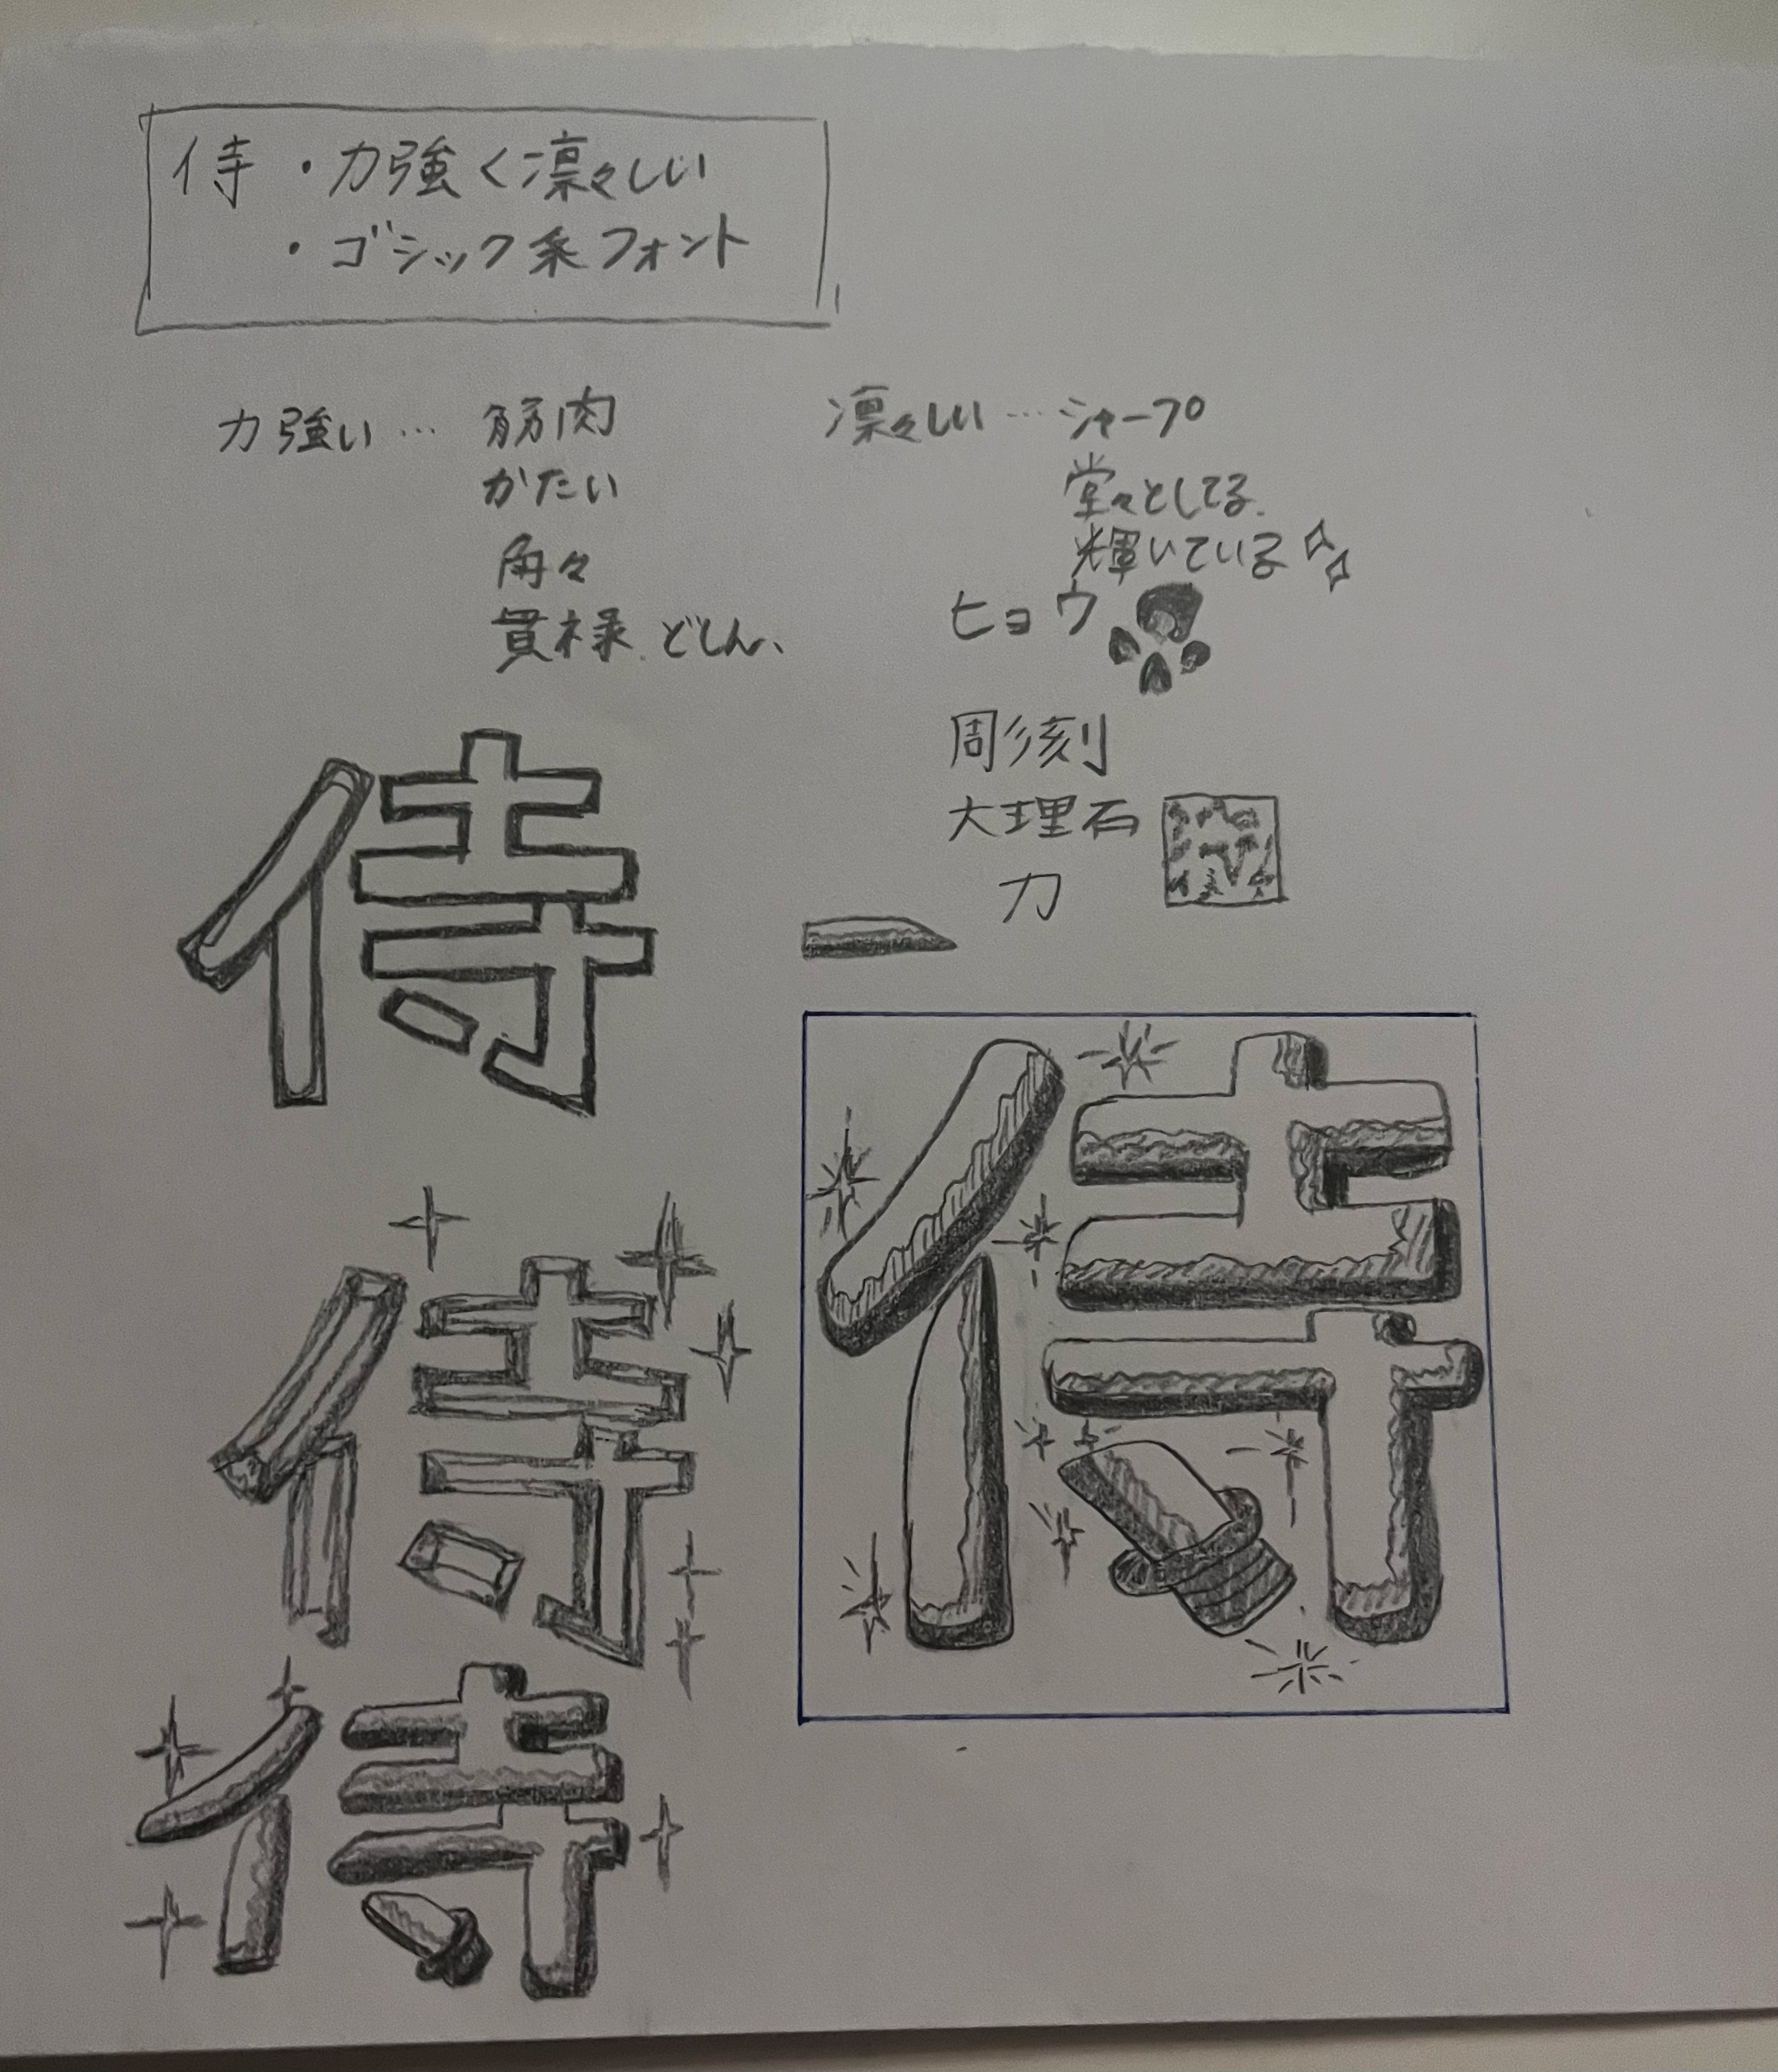 侍 ・力強く凛々しい
・ゴシック系フォント
力強い… 筋肉
かたい
角々
貫禄.どしん、
凛々しい…シャープ
堂々としてる.
輝いている
ヒョウ
彫刻
大理石
刀
侍
侍
侍
侍